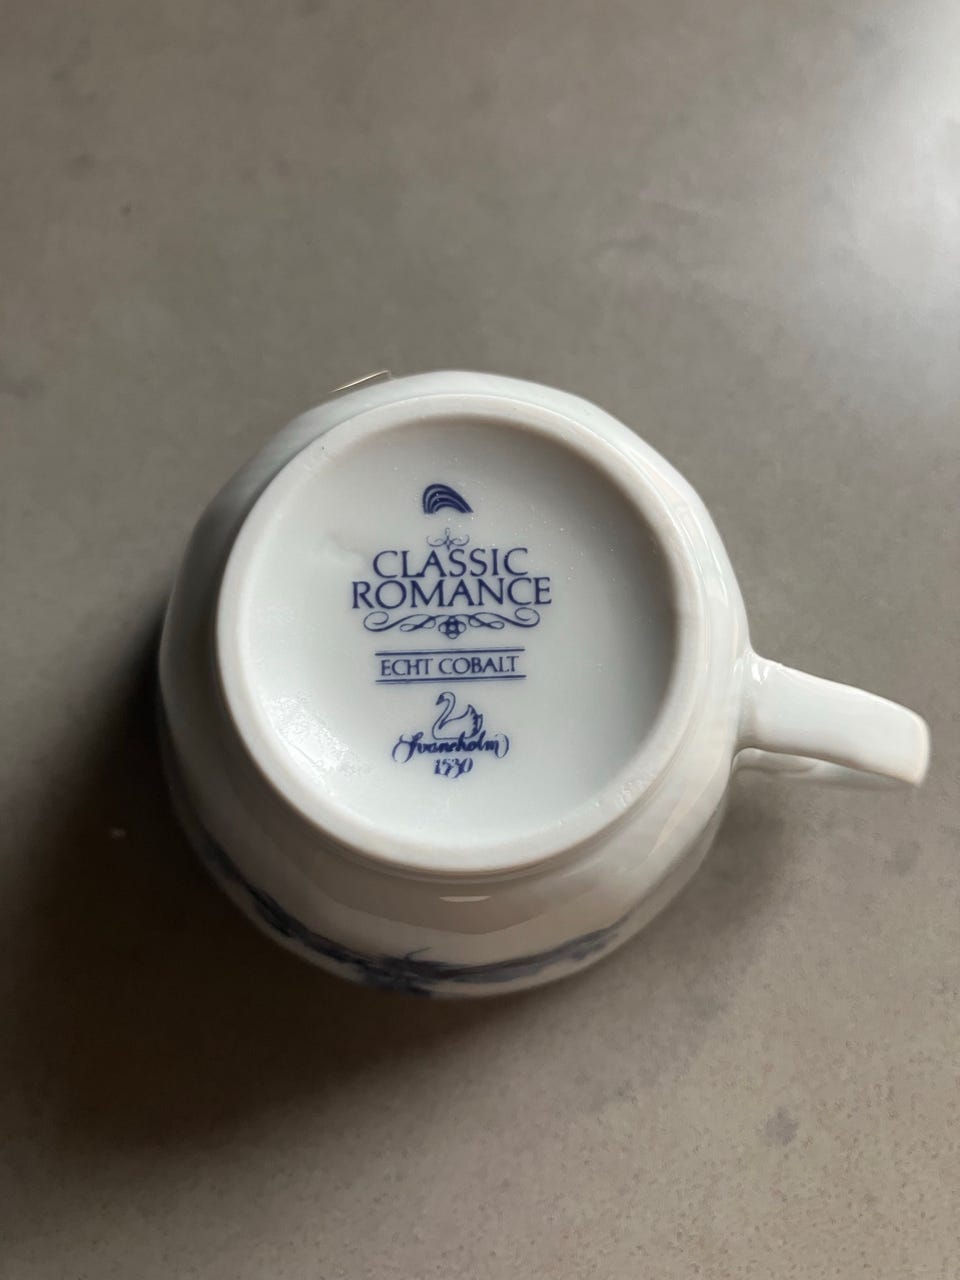 CLASSIC
ROMANCE
ECHT COBALT
Svaneholm
1530